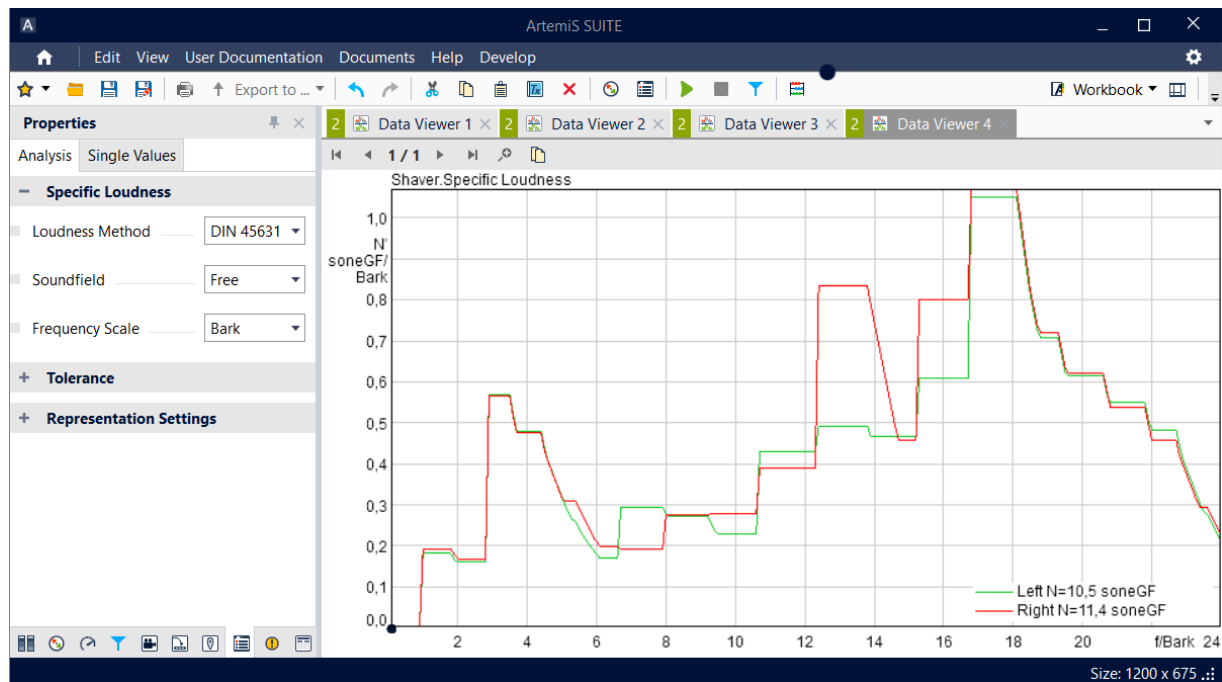 A ArtemiS SUITE
Edit View User Documentation Documents Help Develop
Export to ... Workbook
Properties
2 Data Viewer 1 2 Data Viewer 2 2 Data Viewer 3 2 Data Viewer 4
Analysis Single Values
1 / 1
Specific Loudness
Loudness Method DIN 45631
Soundfield Free
Frequency Scale Bark
Tolerance
Representation Settings
Shaver.Specific Loudness
1,0
N'
soneGF/
Bark
0,8
0,7
0,6
0,5
0,4
0,3
0,2
0,1
0,0
Left N=10,5 soneGF
Right N=11,4 soneGF
2 4 6 8 10 12 14 16 18 20 f/Bark 24
Size: 1200 x 675